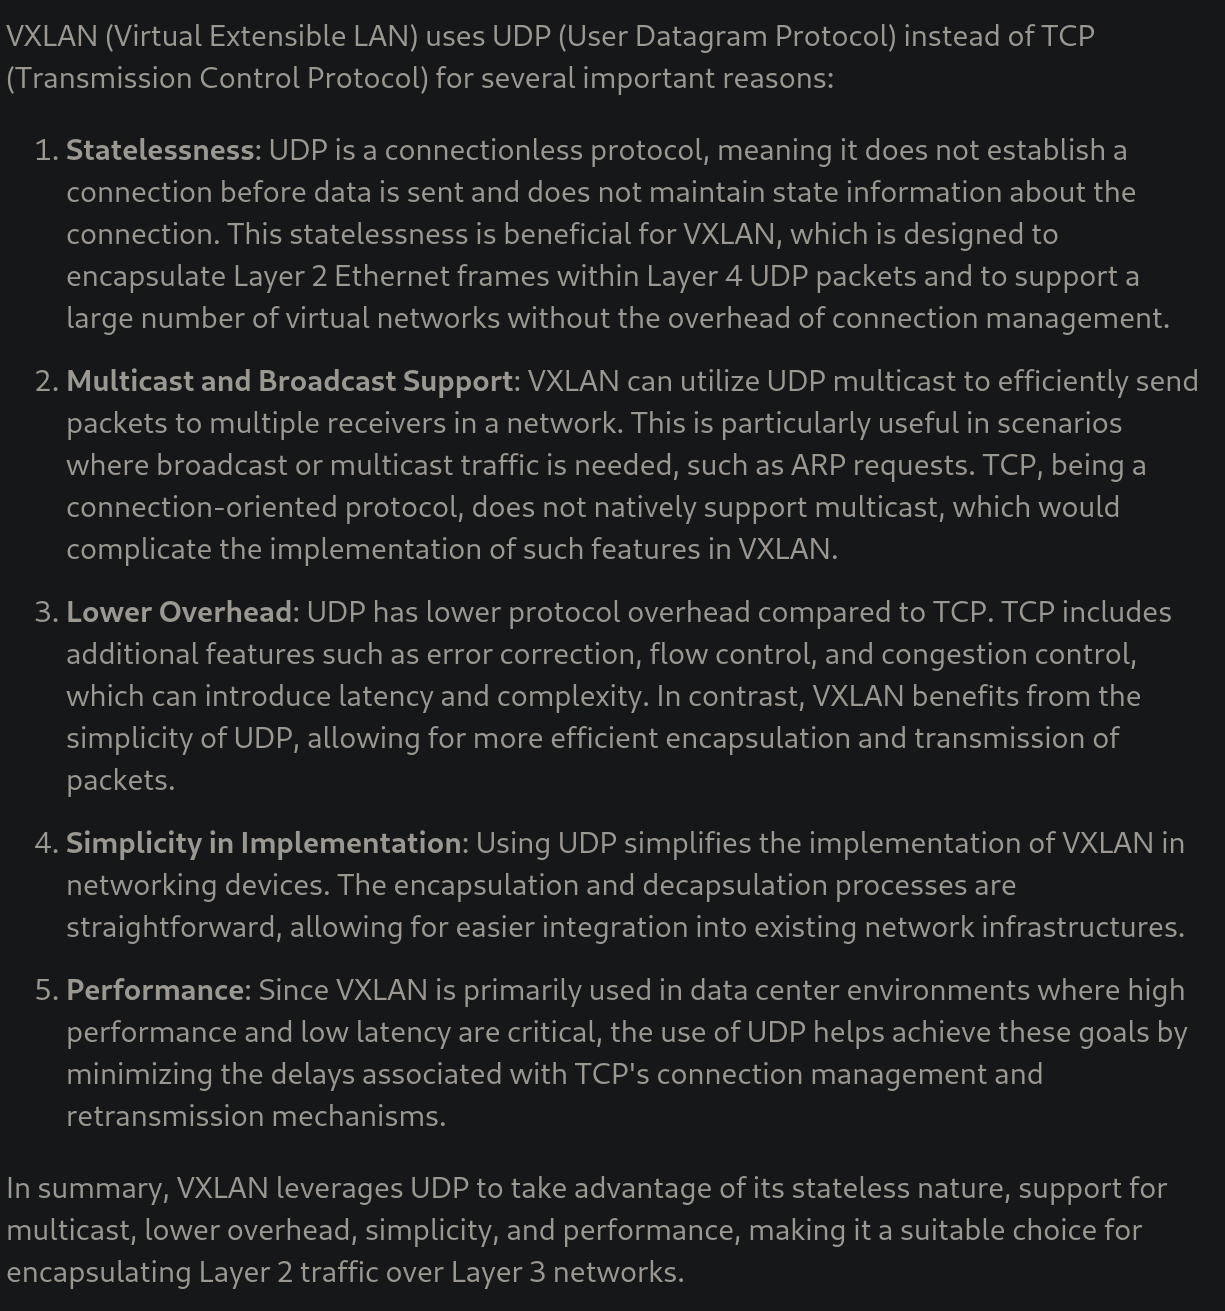 VXLAN (Virtual Extensible LAN) uses UDP (User Datagram Protocol) instead of TCP
(Transmission Control Protocol) for several important reasons:
1. Statelessness: UDP is a connectionless protocol, meaning it does not establish a
connection before data is sent and does not maintain state information about the
connection. This statelessness is beneficial for VXLAN, which is designed to
encapsulate Layer 2 Ethernet frames within Layer 4 UDP packets and to support a
large number of virtual networks without the overhead of connection management.
2. Multicast and Broadcast Support: VXLAN can utilize UDP multicast to efficiently send
packets to multiple receivers in a network. This is particularly useful in scenarios
where broadcast or multicast traffic is needed, such as ARP requests. TCP, being a
connection-oriented protocol, does not natively support multicast, which would
complicate the implementation of such features in VXLAN.
3. Lower Overhead: UDP has lower protocol overhead compared to TCP. TCP includes
additional features such as error correction, flow control, and congestion control,
which can introduce latency and complexity. In contrast, VXLAN benefits from the
simplicity of UDP, allowing for more efficient encapsulation and transmission of
packets.
4. Simplicity in Implementation: Using UDP simplifies the implementation of VXLAN in
networking devices. The encapsulation and decapsulation processes are
straightforward, allowing for easier integration into existing network infrastructures.
5. Performance: Since VXLAN is primarily used in data center environments where high
performance and low latency are critical, the use of UDP helps achieve these goals by
minimizing the delays associated with TCP's connection management and
retransmission mechanisms.
In summary, VXLAN leverages UDP to take advantage of its stateless nature, support for
multicast, lower overhead, simplicity, and performance, making it a suitable choice for
encapsulating Layer 2 traffic over Layer 3 networks.